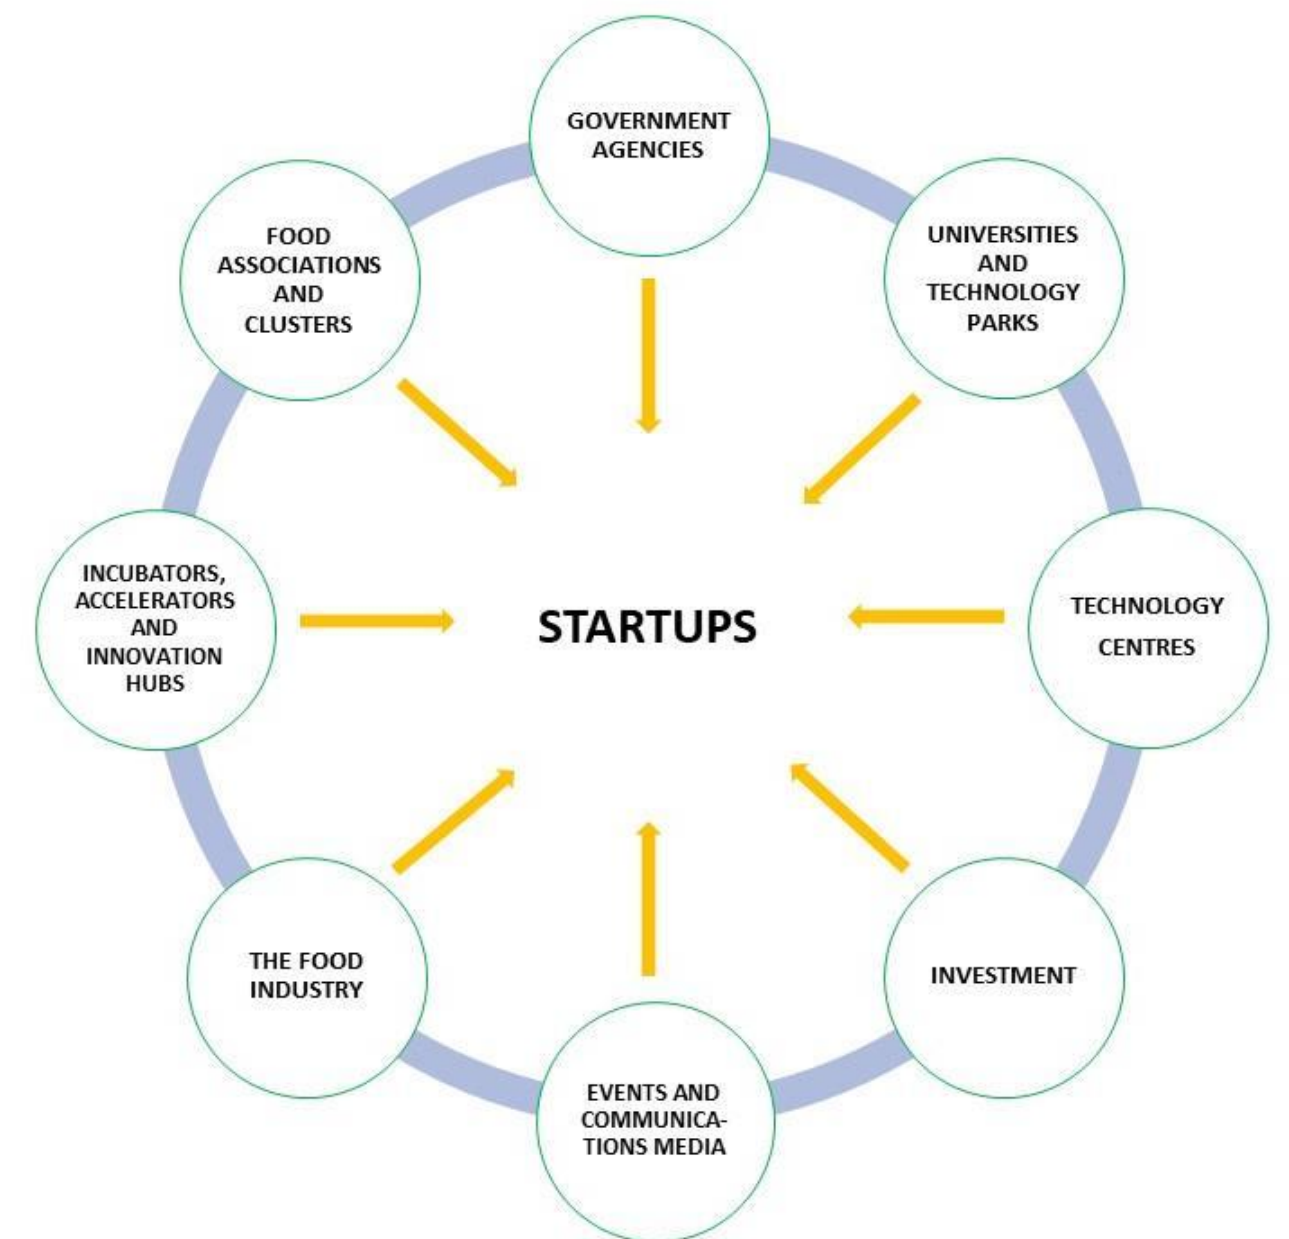 GOVERNMENT
AGENCIES
UNIVERSITIES
AND
TECHNOLOGY
PARKS
TECHNOLOGY
CENTRES
INVESTMENT
EVENTS AND
COMMUNICA-
TIONS MEDIA
THE FOOD
INDUSTRY
INCUBATORS,
ACCELERATORS
AND
INNOVATION
HUBS
FOOD
ASSOCIATIONS
AND
CLUSTERS
STARTUPS